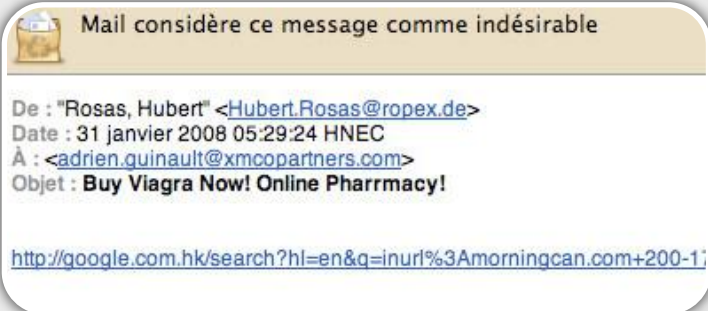 Mail considère ce message comme indésirable
De : "Rosas, Hubert" <Hubert.Rosas@ropex.de>
Date : 31 janvier 2008 05:29:24 HNEC
À : <adrien.guinault@xmcopartners.com>
Objet : Buy Viagra Now! Online Pharrmacy!
http://google.com.hk/search?hl=en&q=inurl%3Amorningcan.com+200-17